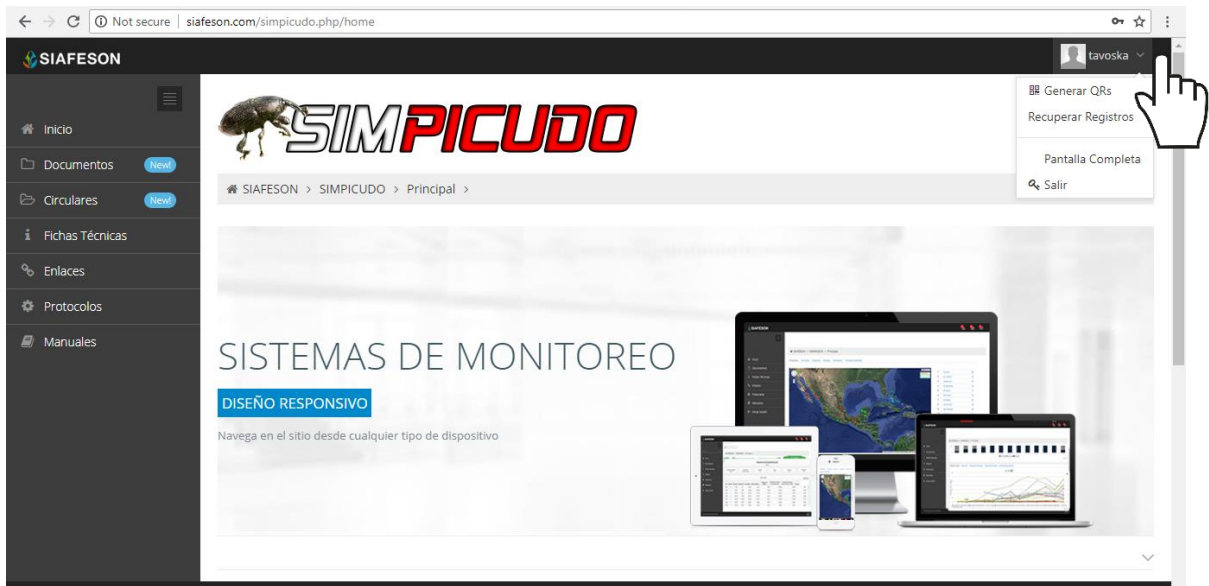 Not secure | siafeson.com/simpicudo.php/home
SIAFESON
tavoska
Generar QRs
Recuperar Registros
Pantalla Completa
Salir
Inicio
Documentos New!
Circulares New!
Fichas Técnicas
Enlaces
Protocolos
Manuales
SIMPICUDO
SIAFESON > SIMPICUDO > Principal >
SISTEMAS DE MONITOREO
DISEÑO RESPONSIVO
Navega en el sitio desde cualquier tipo de dispositivo